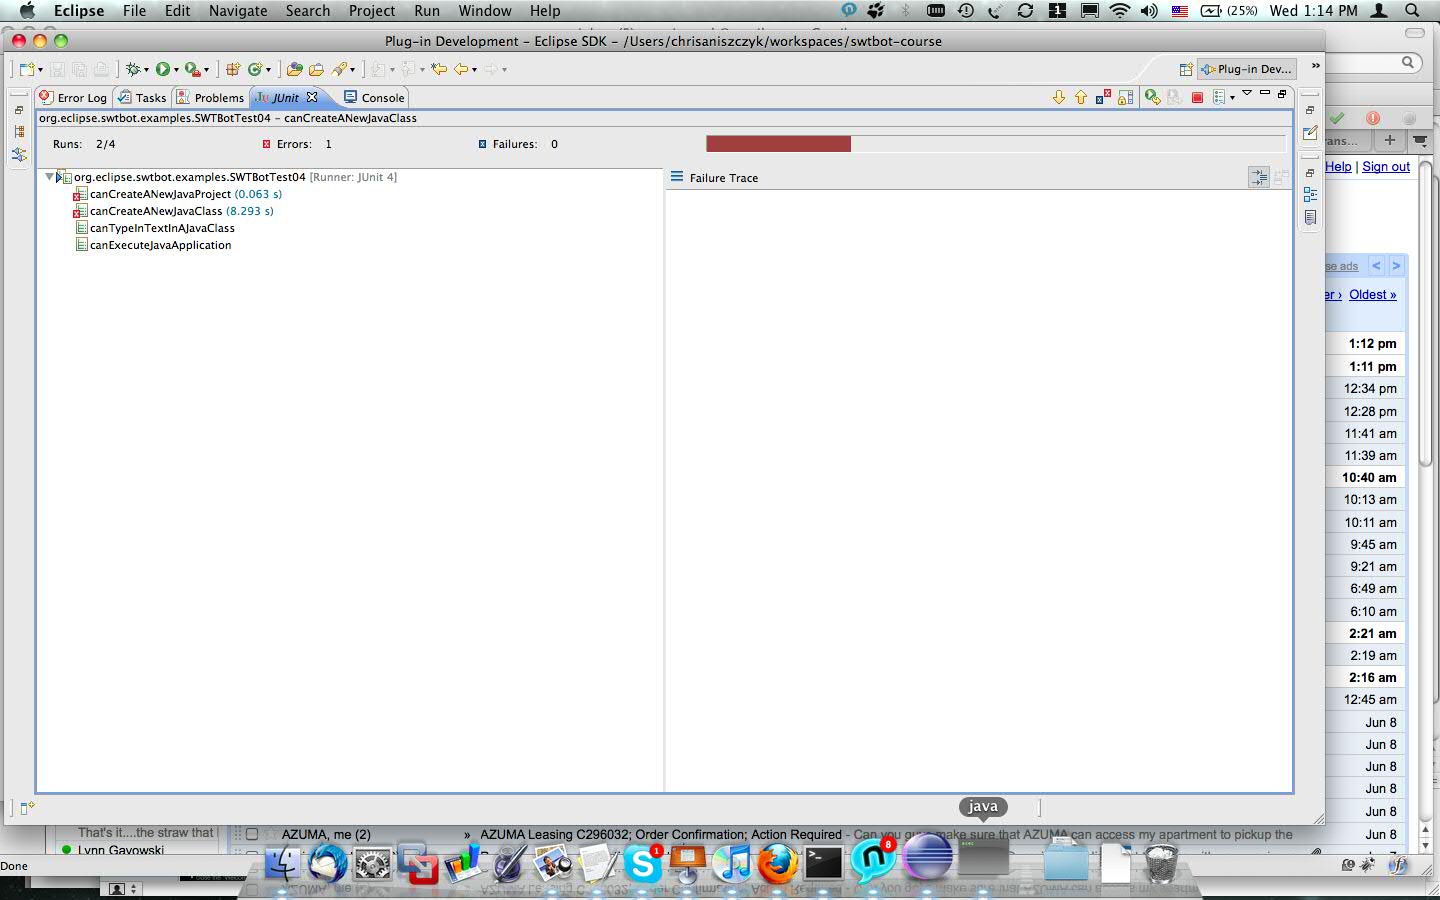 Eclipse File Edit Navigate Search Project Run Window Help
(25%) Wed 1:14 PM
Plug-in Development - Eclipse SDK - /Users/chrisaniszczyk/workspaces/swtbot-course
Plug-in Dev...
Error Log Tasks Problems JUnit Console
org.eclipse.swtbot.examples.SWTBotTest04 - canCreateANewJavaClass
Runs: 2/4 Errors: 1 Failures: 0
org.eclipse.swtbot.examples.SWTBotTest04 [Runner: JUnit 4]
canCreateANewJavaProject (0.063 s)
canCreateANewJavaClass (8.293 s)
canTypeInTextInAJavaClass
canExecuteJavaApplication
Failure Trace
Help | Sign out
se ads < >
er › Oldest »
1:12 pm
1:11 pm
12:34 pm
12:28 pm
11:41 am
11:39 am
10:40 am
10:13 am
10:11 am
9:45 am
9:21 am
6:49 am
6:10 am
2:21 am
2:19 am
2:16 am
12:45 am
Jun 8
Jun 8
Jun 8
Jun 8
Jun 8
Jun 8
java
That's it....the straw that
AZUMA, me (2) » AZUMA Leasing C296032; Order Confirmation; Action Required - Can you guys make sure that AZUMA can access my apartment to pickup the
Lynn Gayowski
Done
1
8